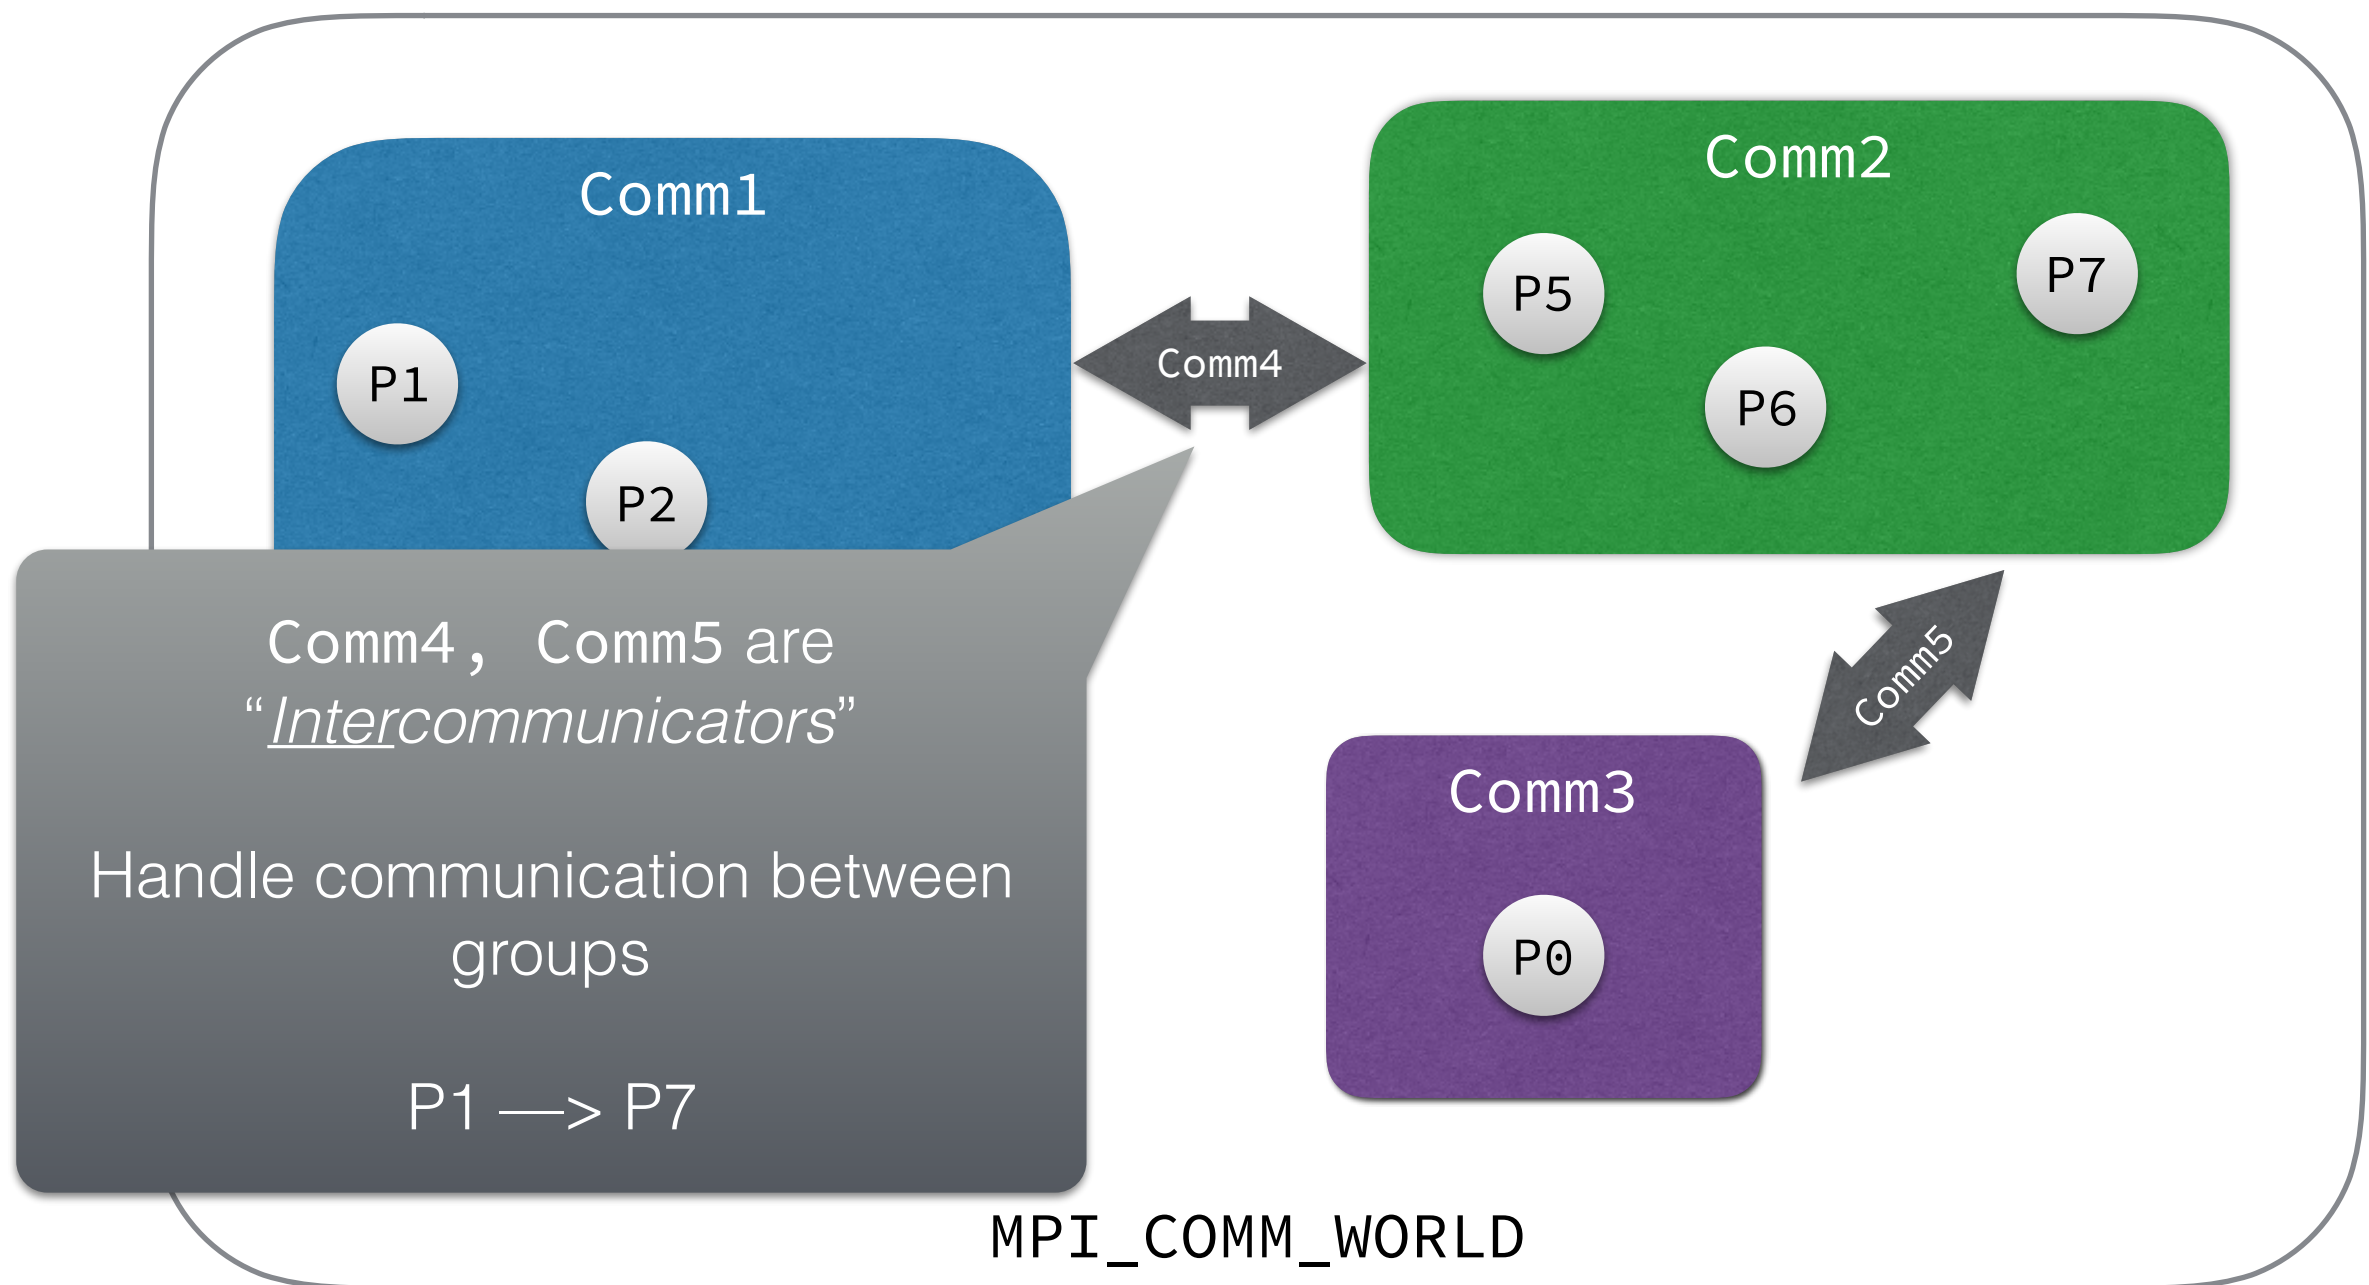 Comm1
P1
P2
Comm4
Comm2
P5
P6
P7
Comm5
Comm3
P0
Comm4, Comm5 are
“Intercommunicators”
Handle communication between
groups
P1 —> P7
MPI_COMM_WORLD